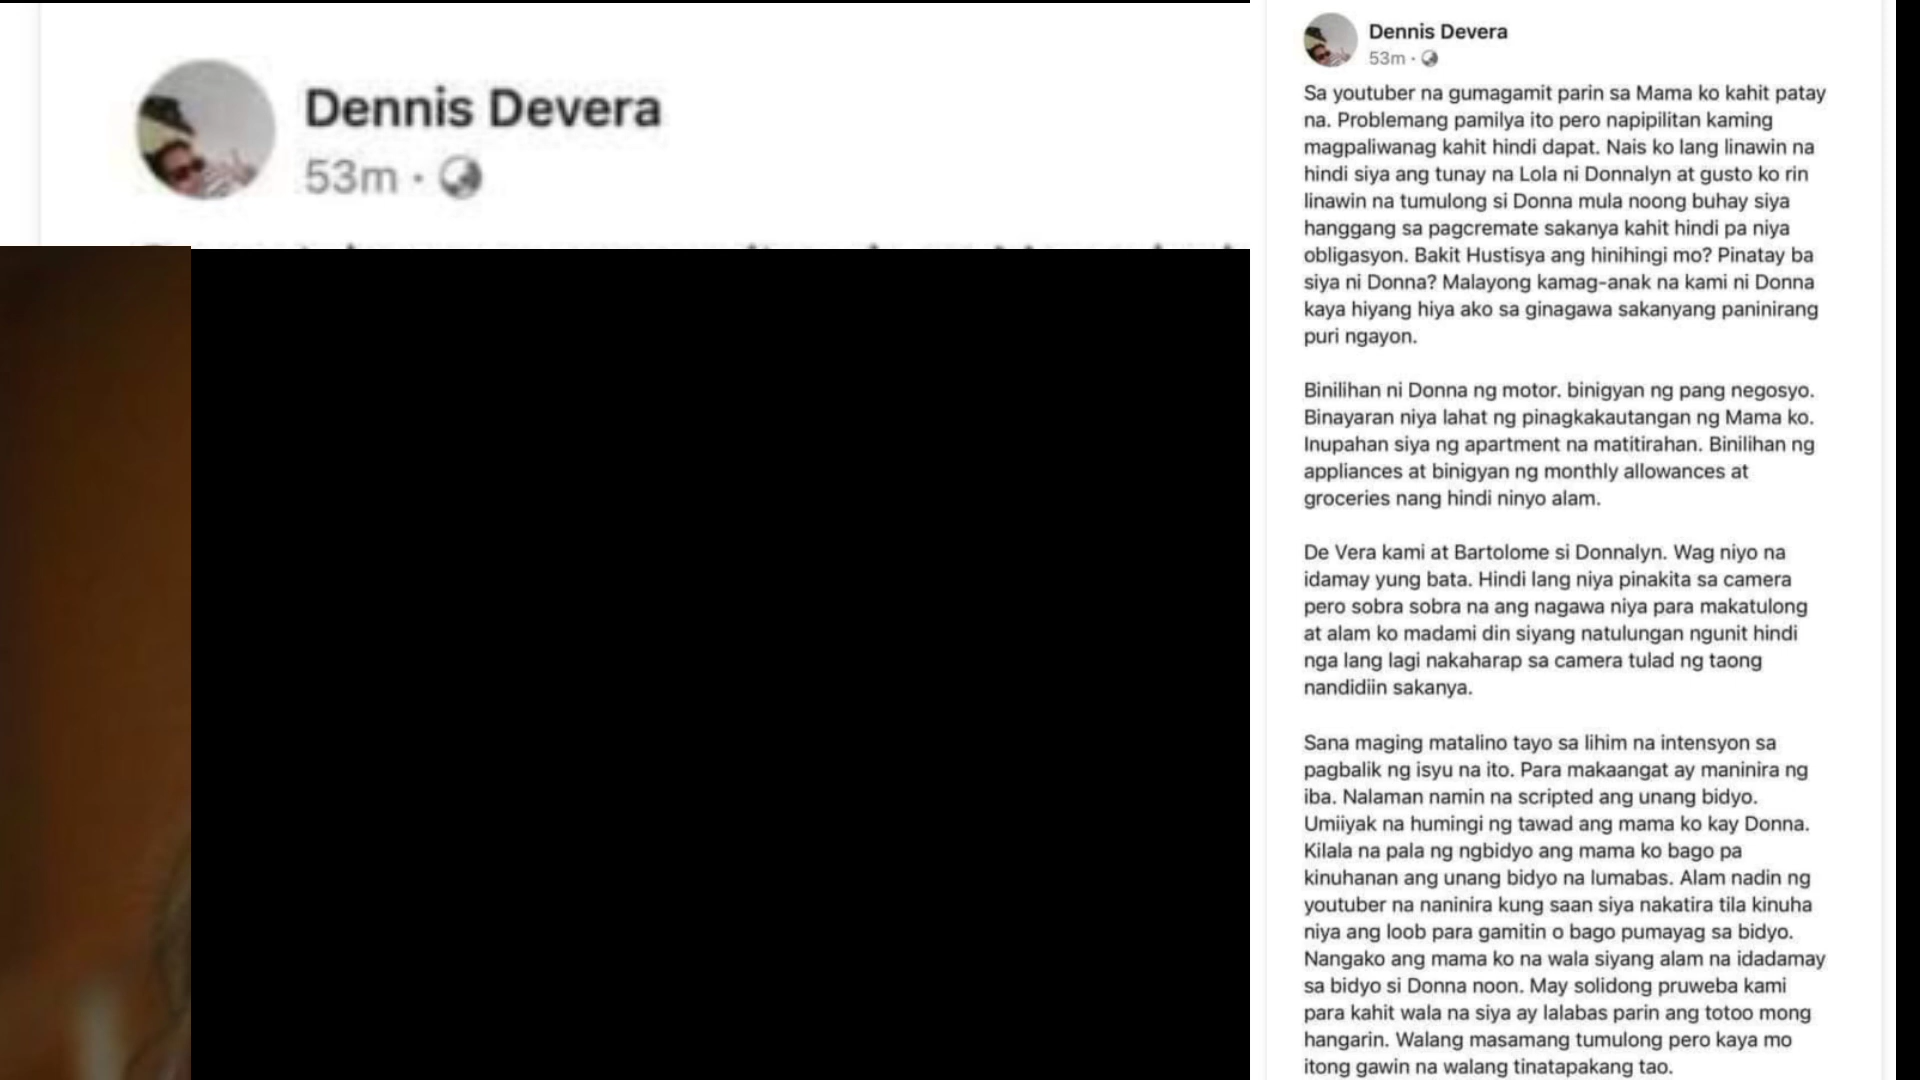 Dennis Devera
53m ·
Dennis Devera
53m ·
Sa youtuber na gumagamit parin sa Mama ko kahit patay
na. Problemang pamilya ito pero napipilitan kaming
magpaliwanag kahit hindi dapat. Nais ko lang linawin na
hindi siya ang tunay na Lola ni Donnalyn at gusto ko rin
linawin na tumulong si Donna mula noong buhay siya
hanggang sa pagcremate sakanya kahit hindi pa niya
obligasyon. Bakit Hustisya ang hinihingi mo? Pinatay ba
siya ni Donna? Malayong kamag-anak na kami ni Donna
kaya hiyang hiya ako sa ginagawa sakanyang paninirang
puri ngayon.
Binilihan ni Donna ng motor. binigyan ng pang negosyo.
Binayaran niya lahat ng pinagkakautangan ng Mama ko.
Inupahan siya ng apartment na matitirahan. Binilihan ng
appliances at binigyan ng monthly allowances at
groceries nang hindi ninyo alam.
De Vera kami at Bartolome si Donnalyn. Wag niyo na
idamay yung bata. Hindi lang niya pinakita sa camera
pero sobra sobra na ang nagawa niya para makatulong
at alam ko madami din siyang natulungan ngunit hindi
nga lang lagi nakaharap sa camera tulad ng taong
nandidiin sakanya.
Sana maging matalino tayo sa lihim na intensyon sa
pagbalik ng isyu na ito. Para makaangat ay maninira ng
iba. Nalaman namin na scripted ang unang bidyo.
Umiiyak na humingi ng tawad ang mama ko kay Donna.
Kilala na pala ng ngbidyo ang mama ko bago pa
kinuhanan ang unang bidyo na lumabas. Alam nadin ng
youtuber na naninira kung saan siya nakatira tila kinuha
niya ang loob para gamitin o bago pumayag sa bidyo.
Nangako ang mama ko na wala siyang alam na idadamay
sa bidyo si Donna noon. May solidong pruweba kami
para kahit wala na siya ay lalabas parin ang totoo mong
hangarin. Walang masamang tumulong pero kaya mo
itong gawin na walang tinatapakang tao.